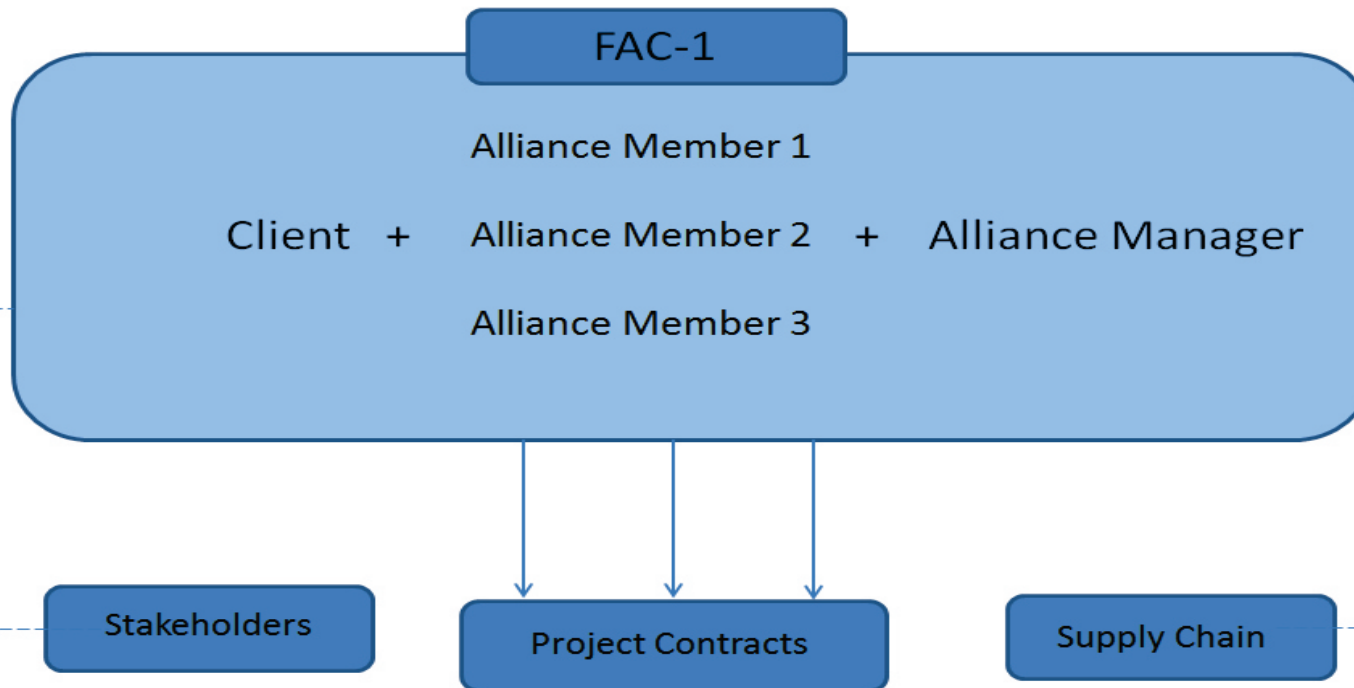 FAC-1
Alliance Member 1
Client + Alliance Member 2 + Alliance Manager
Alliance Member 3
Stakeholders
Project Contracts
Supply Chain